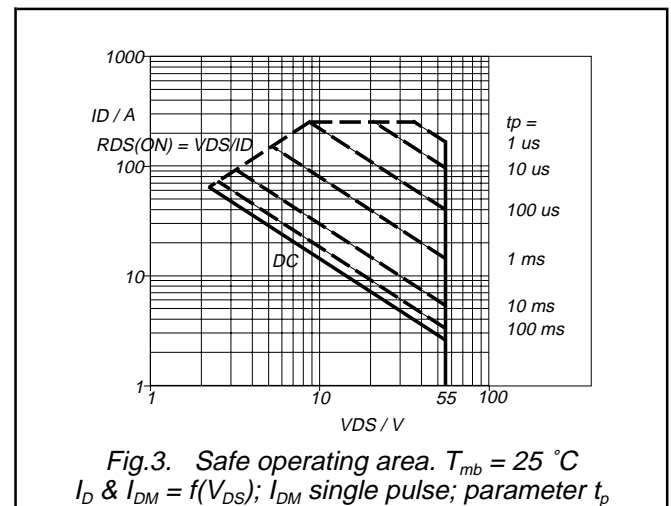 1000
ID / A
tp =
1 us
RDS(ON) = VDS/ID
100
10 us
100 us
DC
1 ms
10
10 ms
100 ms
1
1
10
55
100
VDS / V
Fig.3. Safe operating area. Tmb = 25 ˚C
ID & IDM = f(VDS); IDM single pulse; parameter tp